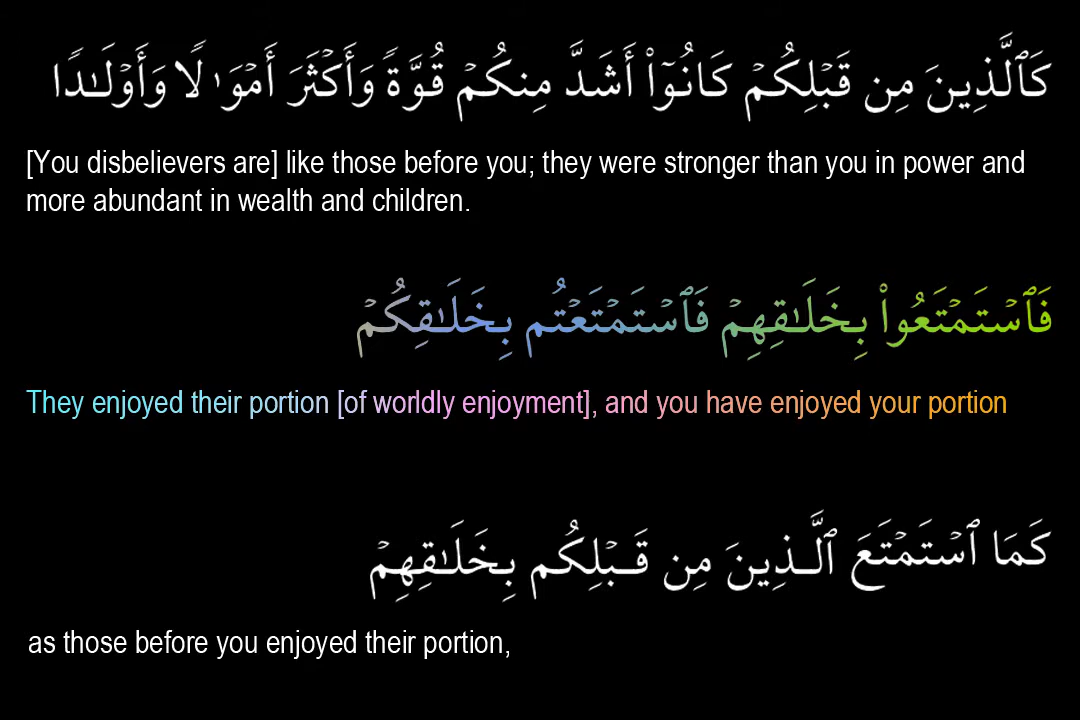 كَٱلَّذِينَ مِن قَبْلِكُمْ كَانُوٓا۟ أَشَدَّ مِنكُمْ قُوَّةً وَأَكْثَرَ أَمْوَٰلًا وَأَوْلَـٰدًا
[You disbelievers are] like those before you; they were stronger than you in power and
more abundant in wealth and children.
فَٱسْتَمْتَعُوا۟ بِخَلَـٰقِهِمْ فَٱسْتَمْتَعْتُم بِخَلَـٰقِكُمْ
They enjoyed their portion [of worldly enjoyment], and you have enjoyed your portion
كَمَا ٱسْتَمْتَعَ ٱلَّذِينَ مِن قَبْلِكُم بِخَلَـٰقِهِمْ
as those before you enjoyed their portion,